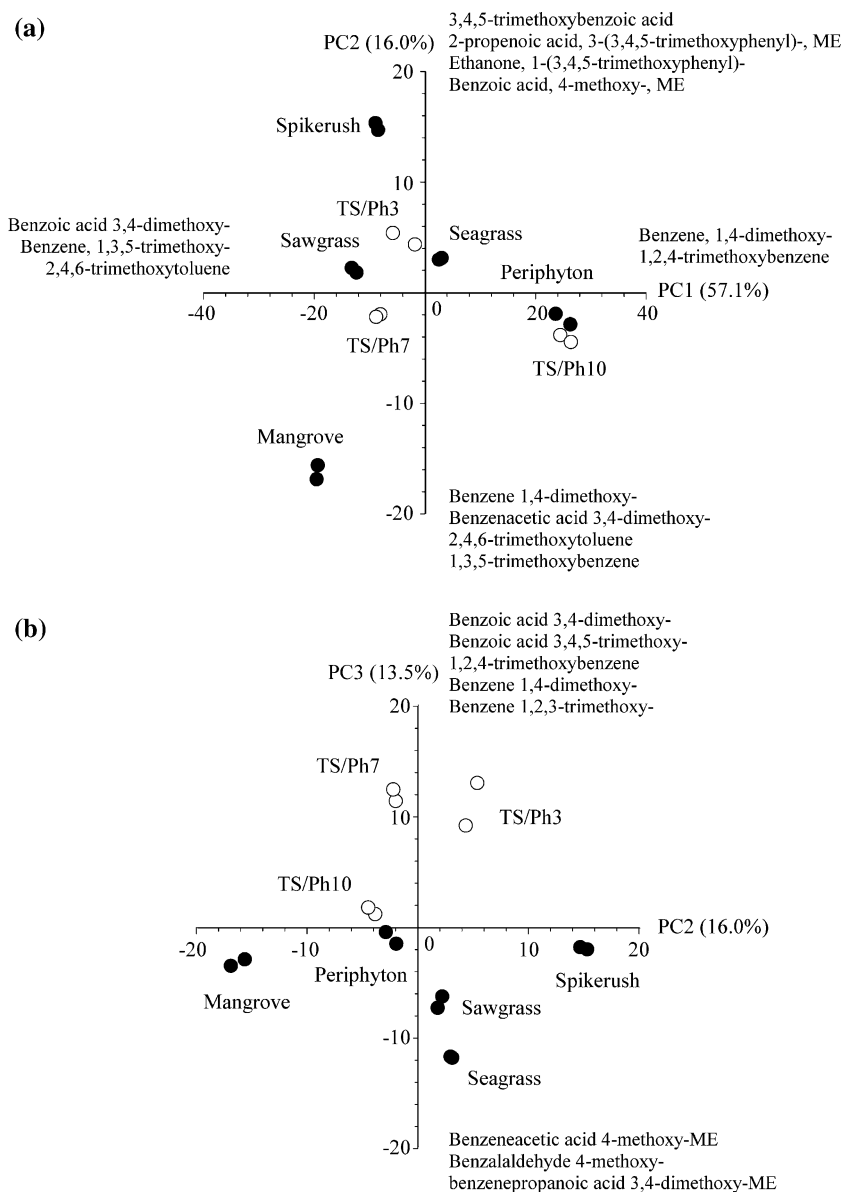 (a)
3,4,5-trimethoxybenzoic acid
PC2 (16.0%)
2-propenoic acid, 3-(3,4,5-trimethoxyphenyl)-, ME
Ethanone, 1-(3,4,5-trimethoxyphenyl)-
Benzoic acid, 4-methoxy-, ME
20
Spikerush
10
TS/Ph3
Benzoic acid 3,4-dimethoxy-
Benzene, 1,3,5-trimethoxy-
2,4,6-trimethoxytoluene
Sawgrass
Seagrass
Benzene, 1,4-dimethoxy-
1,2,4-trimethoxybenzene
Periphyton
PC1 (57.1%)
-40
-20
0
20
40
TS/Ph7
TS/Ph10
-10
Mangrove
-20
Benzene 1,4-dimethoxy-
Benzenacetic acid 3,4-dimethoxy-
2,4,6-trimethoxytoluene
1,3,5-trimethoxybenzene
(b)
Benzoic acid 3,4-dimethoxy-
Benzoic acid 3,4,5-trimethoxy-
1,2,4-trimethoxybenzene
PC3 (13.5%)
Benzene 1,4-dimethoxy-
Benzene 1,2,3-trimethoxy-
20
TS/Ph7
10
TS/Ph3
TS/Ph10
PC2 (16.0%)
-20
-10
0
10
20
Periphyton
Spikerush
Mangrove
Sawgrass
-10
Seagrass
-20
Benzeneacetic acid 4-methoxy-ME
Benzalaldehyde 4-methoxy-
benzenepropanoic acid 3,4-dimethoxy-ME